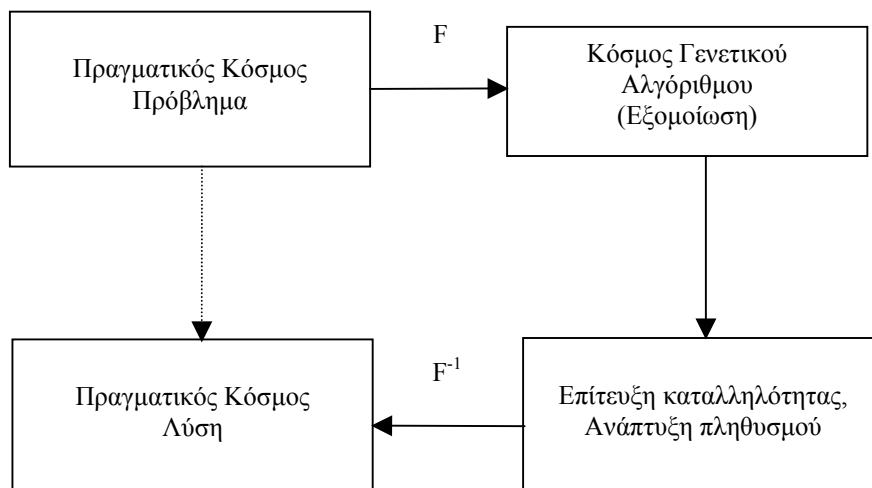 Πραγματικός Κόσμος
Πρόβλημα
F
Κόσμος Γενετικού
Αλγόριθμου
(Εξομοίωση)
Πραγματικός Κόσμος
Λύση
F⁻¹
Επίτευξη καταλληλότητας,
Ανάπτυξη πληθυσμού